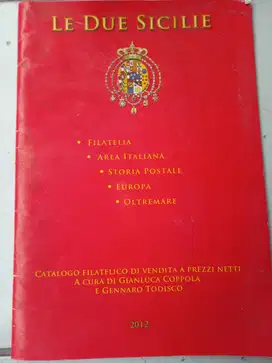 LE DUE SICILIE
• FILATELIA
• AREA ITALIANA
• STORIA POSTALE
• EUROPA
• OLTREMARE
CATALOGO FILATELICO DI VENDITA A PREZZI NETTI
A CURA DI GIANLUCA COPPOLA
E GENNARO TODISCO
2012